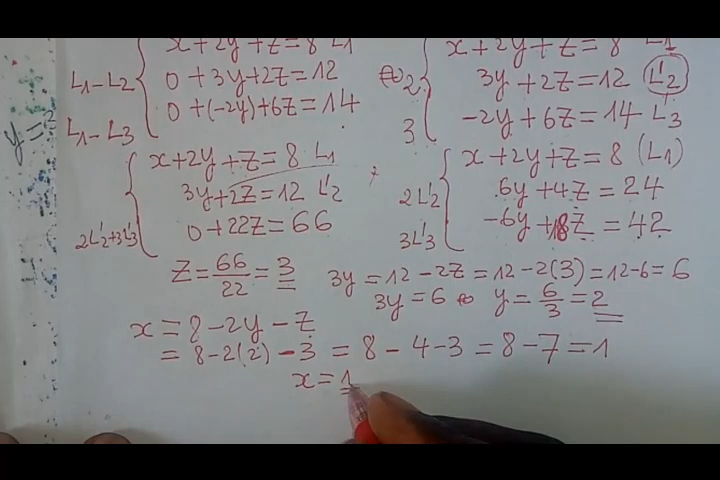 x+2y+z=8 L1
L1-L2 0+3y+2z=12
0+(-2y)+6z=14
L1-L3
x+2y+z=8 L1
2 3y+2z=12 L'2
3 -2y+6z=14 L'3
y=
x+2y+z=8 L1
3y+2z=12 L'2
2L'2+3L'3 0+22z=66
x+2y+z=8 (L1)
2L'2 6y+4z=24
3L'3 -6y+18z=42
z=66/22=3
3y=12-2z=12-2(3)=12-6=6
3y=6 ⇔ y=6/3=2
x=8-2y-z
=8-2(2)-3=8-4-3=8-7=1
x=1